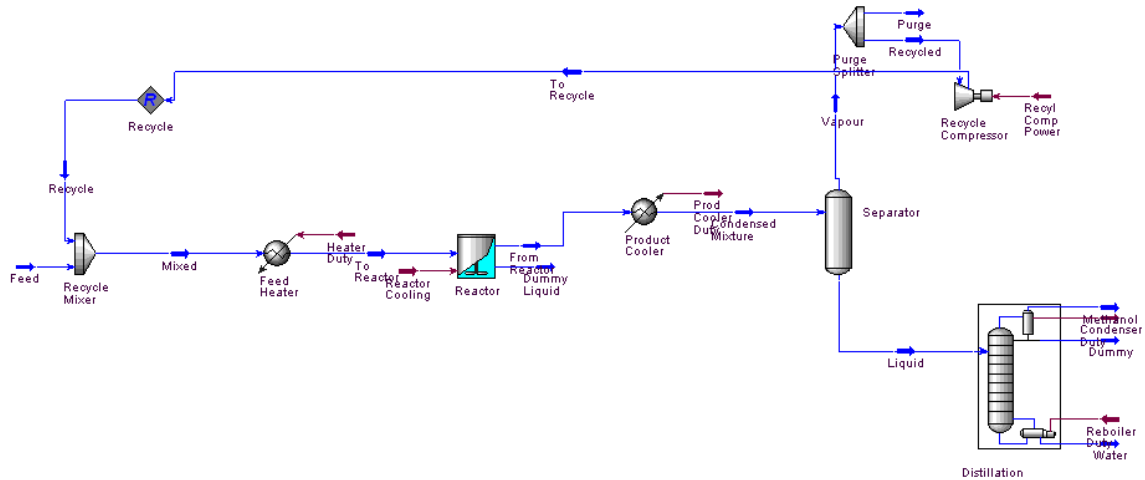 Purge
Recycled
Purge
Splitter
To
Recycle
R
Recycle
Vapour
Recycle
Compressor
Recyl
Comp
Power
Recycle
Feed
Recycle
Mixer
Mixed
Heater
Duty
Feed
Heater
To
Reactor
Reactor
Cooling
Reactor
From
Reactor
Dummy
Liquid
Product
Cooler
Prod
Cooler
Duty
Condensed
Mixture
Separator
Liquid
Methanol
Condenser
Duty
Dummy
Reboiler
Duty
Water
Distillation